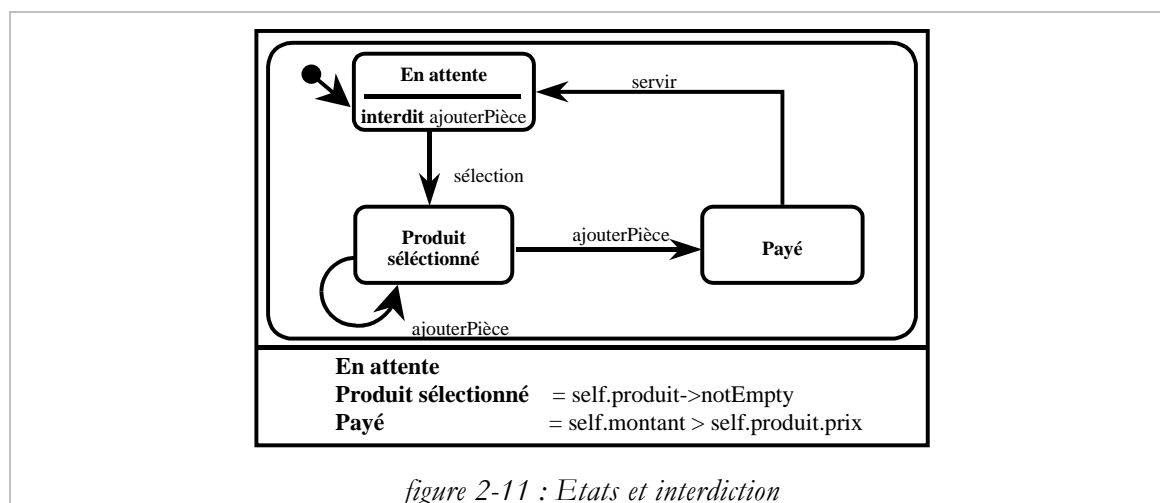 En attente
interdit ajouterPièce
servir
sélection
Produit
séléctionné
ajouterPièce
Payé
ajouterPièce
En attente
Produit sélectionné = self.produit->notEmpty
Payé = self.montant > self.produit.prix
figure 2-11 : Etats et interdiction